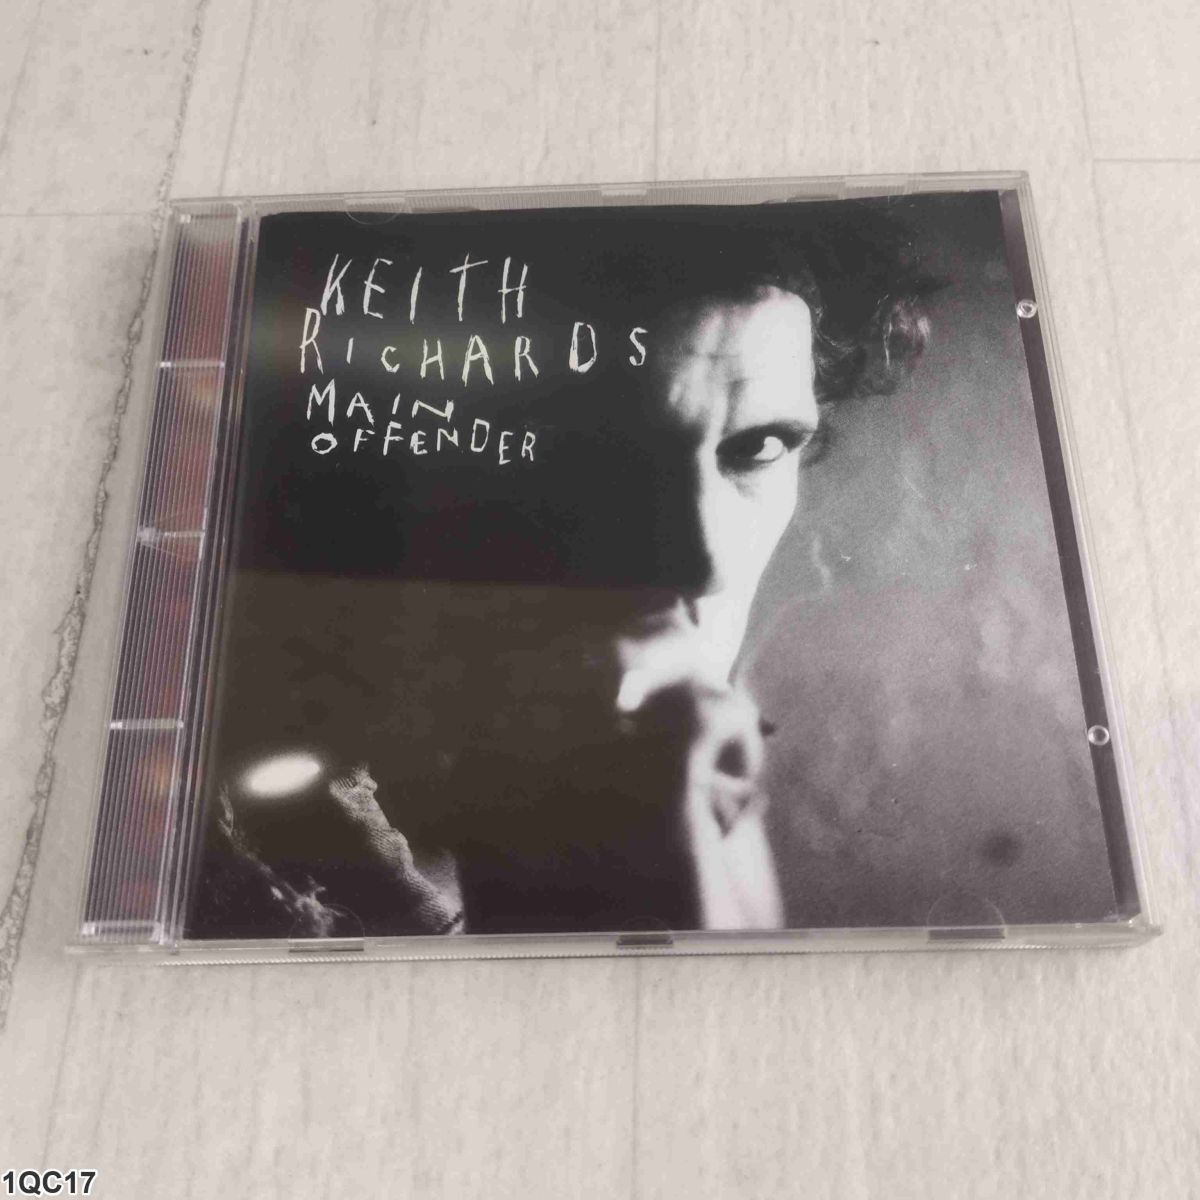 KEITH
RICHARDS
MAIN
OFFENDER
1QC17